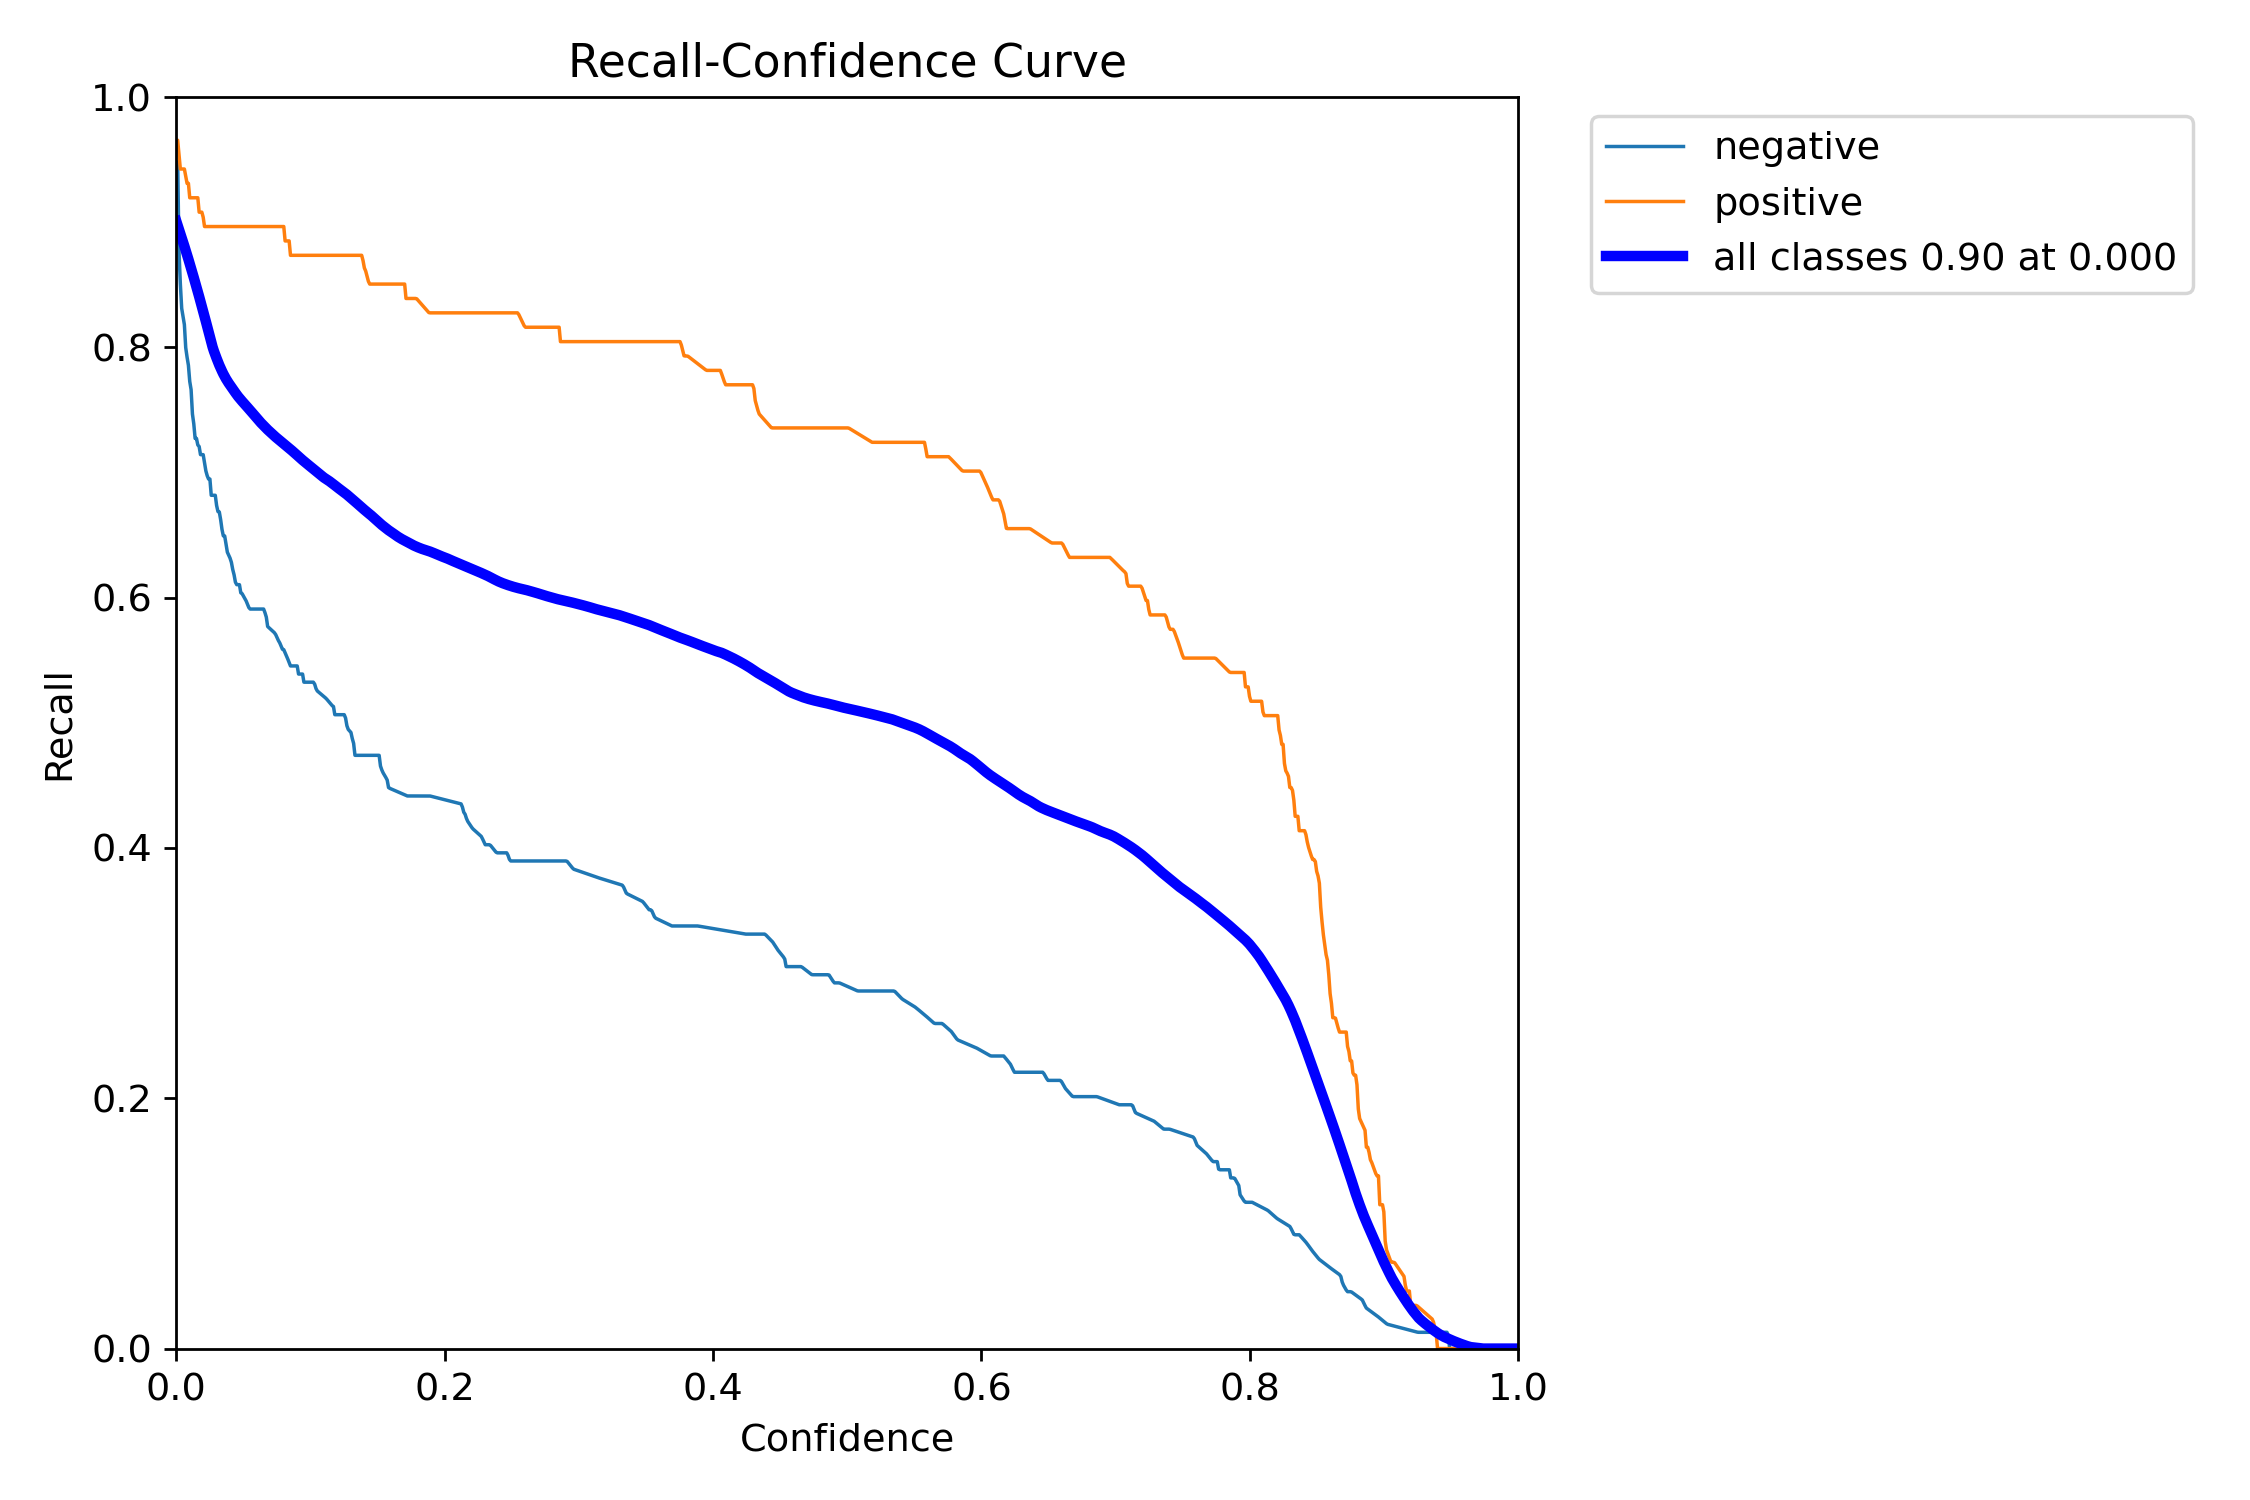 Recall-Confidence Curve
1.0
0.8
0.6
0.4
0.2
0.0
Recall
0.0 0.2 0.4 0.6 0.8 1.0
Confidence
negative
positive
all classes 0.90 at 0.000